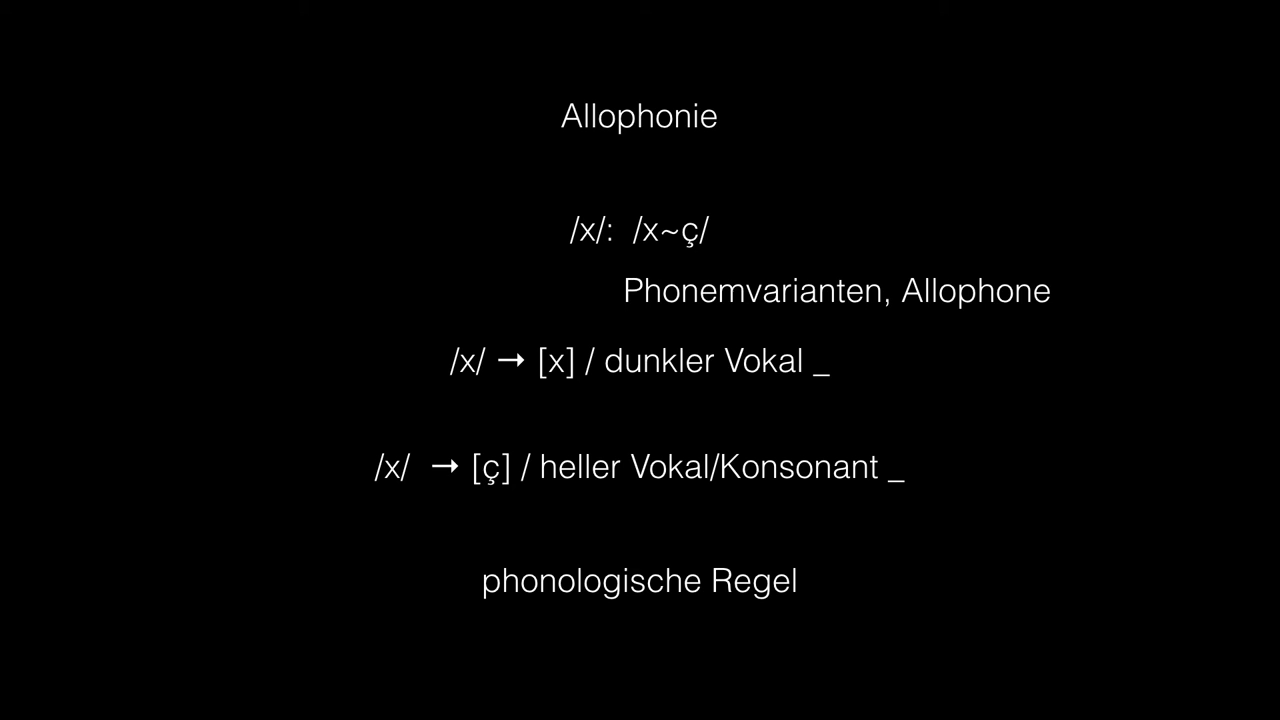 Allophonie
/x/: /x~ç/
Phonemvarianten, Allophone
/x/ → [x] / dunkler Vokal _
/x/ → [ç] / heller Vokal/Konsonant _
phonologische Regel